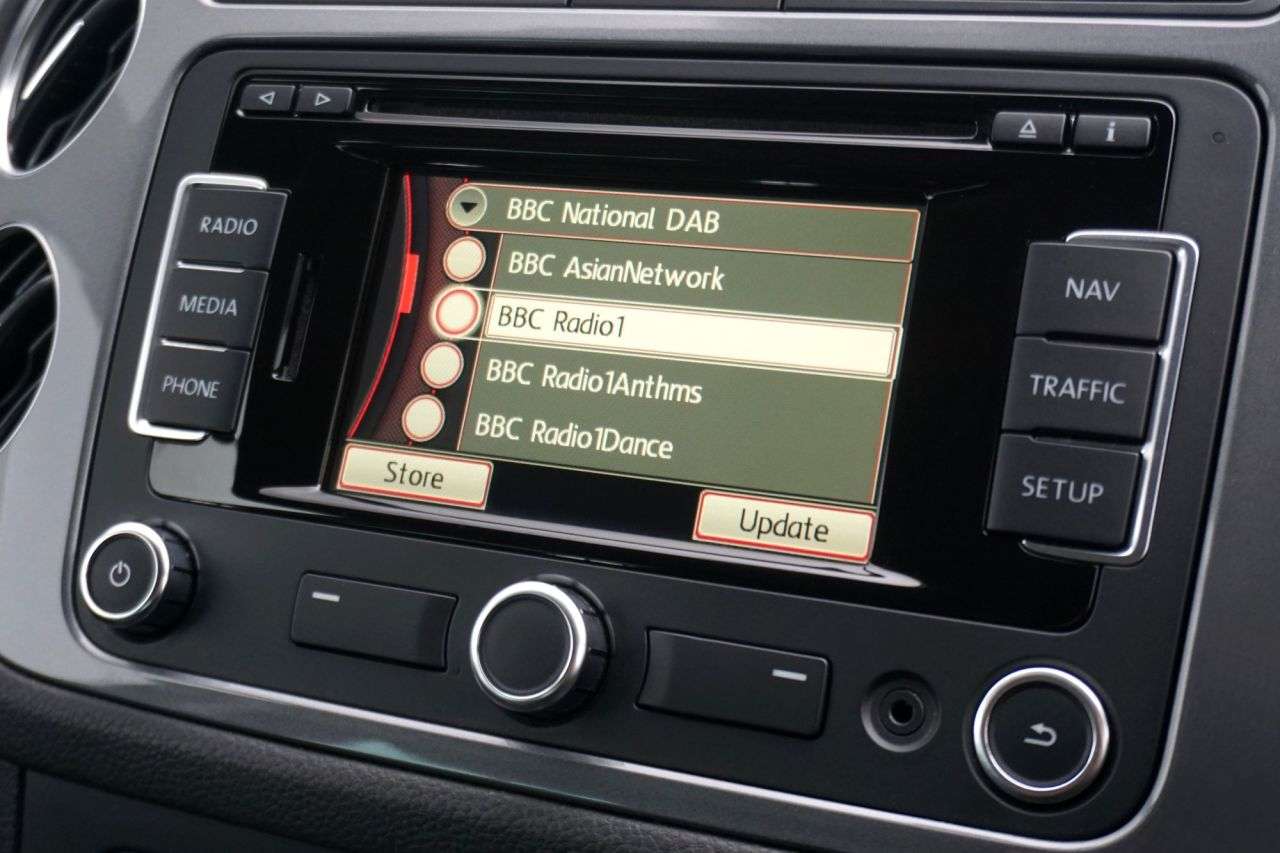 RADIO
MEDIA
PHONE
BBC National DAB
BBC AsianNetwork
BBC Radio1
BBC Radio1Anthms
BBC Radio1Dance
Store
Update
i
NAV
TRAFFIC
SETUP